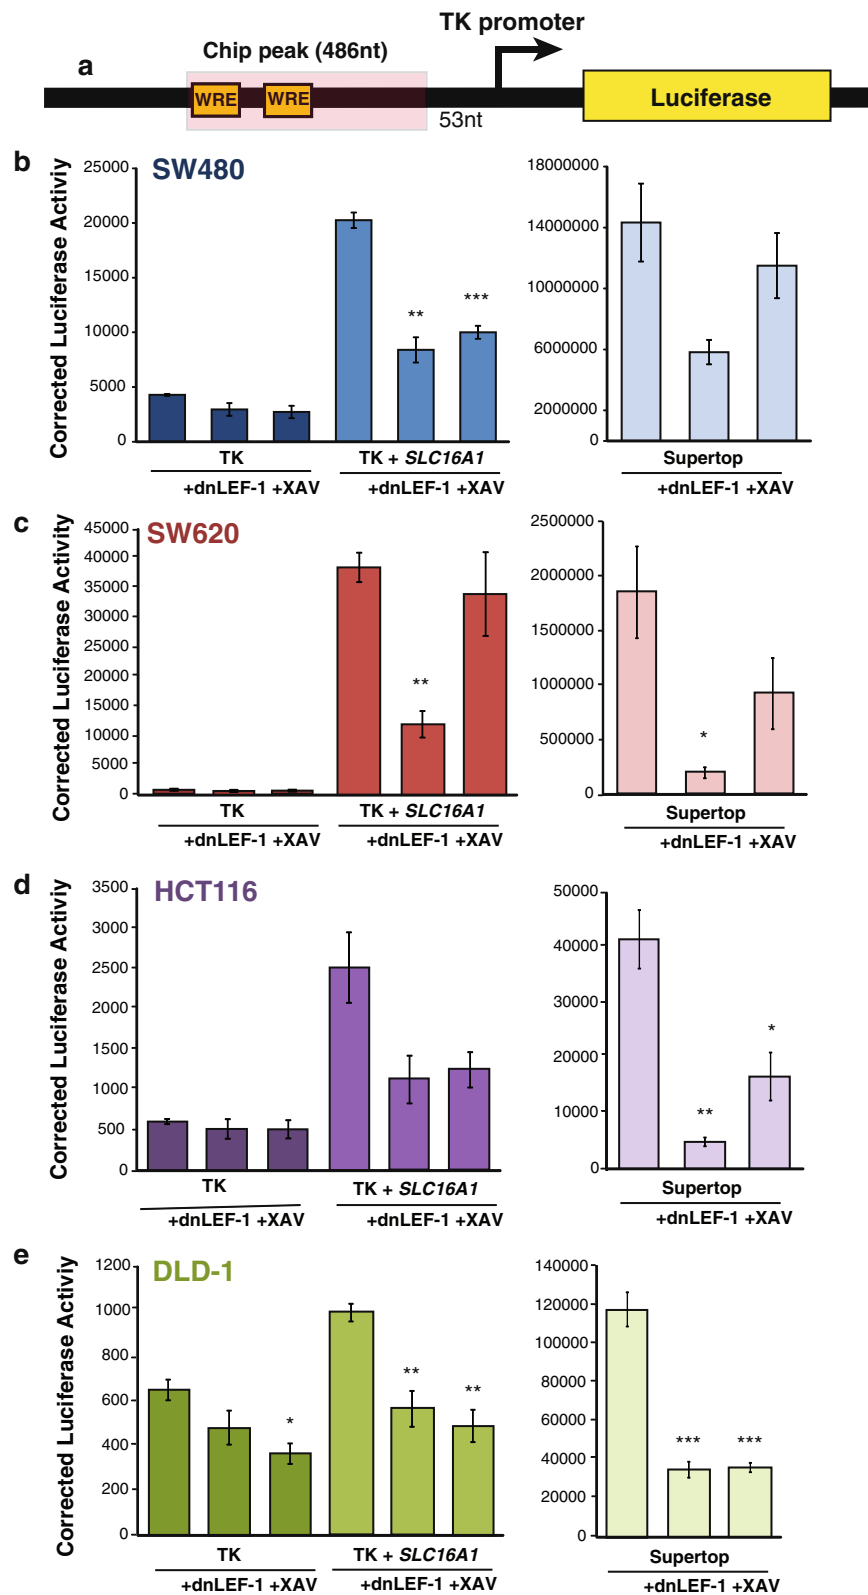 a
TK promoter
Chip peak (486nt)
WRE
WRE
53nt
Luciferase
b
SW480
Corrected Luciferase Activiy
25000
20000
15000
10000
5000
0
**
***
TK
+dnLEF-1 +XAV
TK + SLC16A1
+dnLEF-1 +XAV
18000000
14000000
10000000
6000000
2000000
0
Supertop
+dnLEF-1 +XAV
c
SW620
Corrected Luciferase Activity
45000
40000
35000
30000
25000
20000
15000
10000
5000
0
**
TK
+dnLEF-1 +XAV
TK + SLC16A1
+dnLEF-1 +XAV
2500000
2000000
1500000
1000000
500000
0
*
Supertop
+dnLEF-1 +XAV
d
HCT116
Corrected Luciferase Activiy
3500
3000
2500
2000
1500
1000
500
0
TK
+dnLEF-1 +XAV
TK + SLC16A1
+dnLEF-1 +XAV
50000
40000
30000
20000
10000
0
**
*
Supertop
+dnLEF-1 +XAV
e
DLD-1
Corrected Luciferase Activiy
1200
1000
800
600
400
200
0
*
**
**
TK
+dnLEF-1 +XAV
TK + SLC16A1
+dnLEF-1 +XAV
140000
120000
100000
80000
60000
40000
20000
0
***
***
Supertop
+dnLEF-1 +XAV